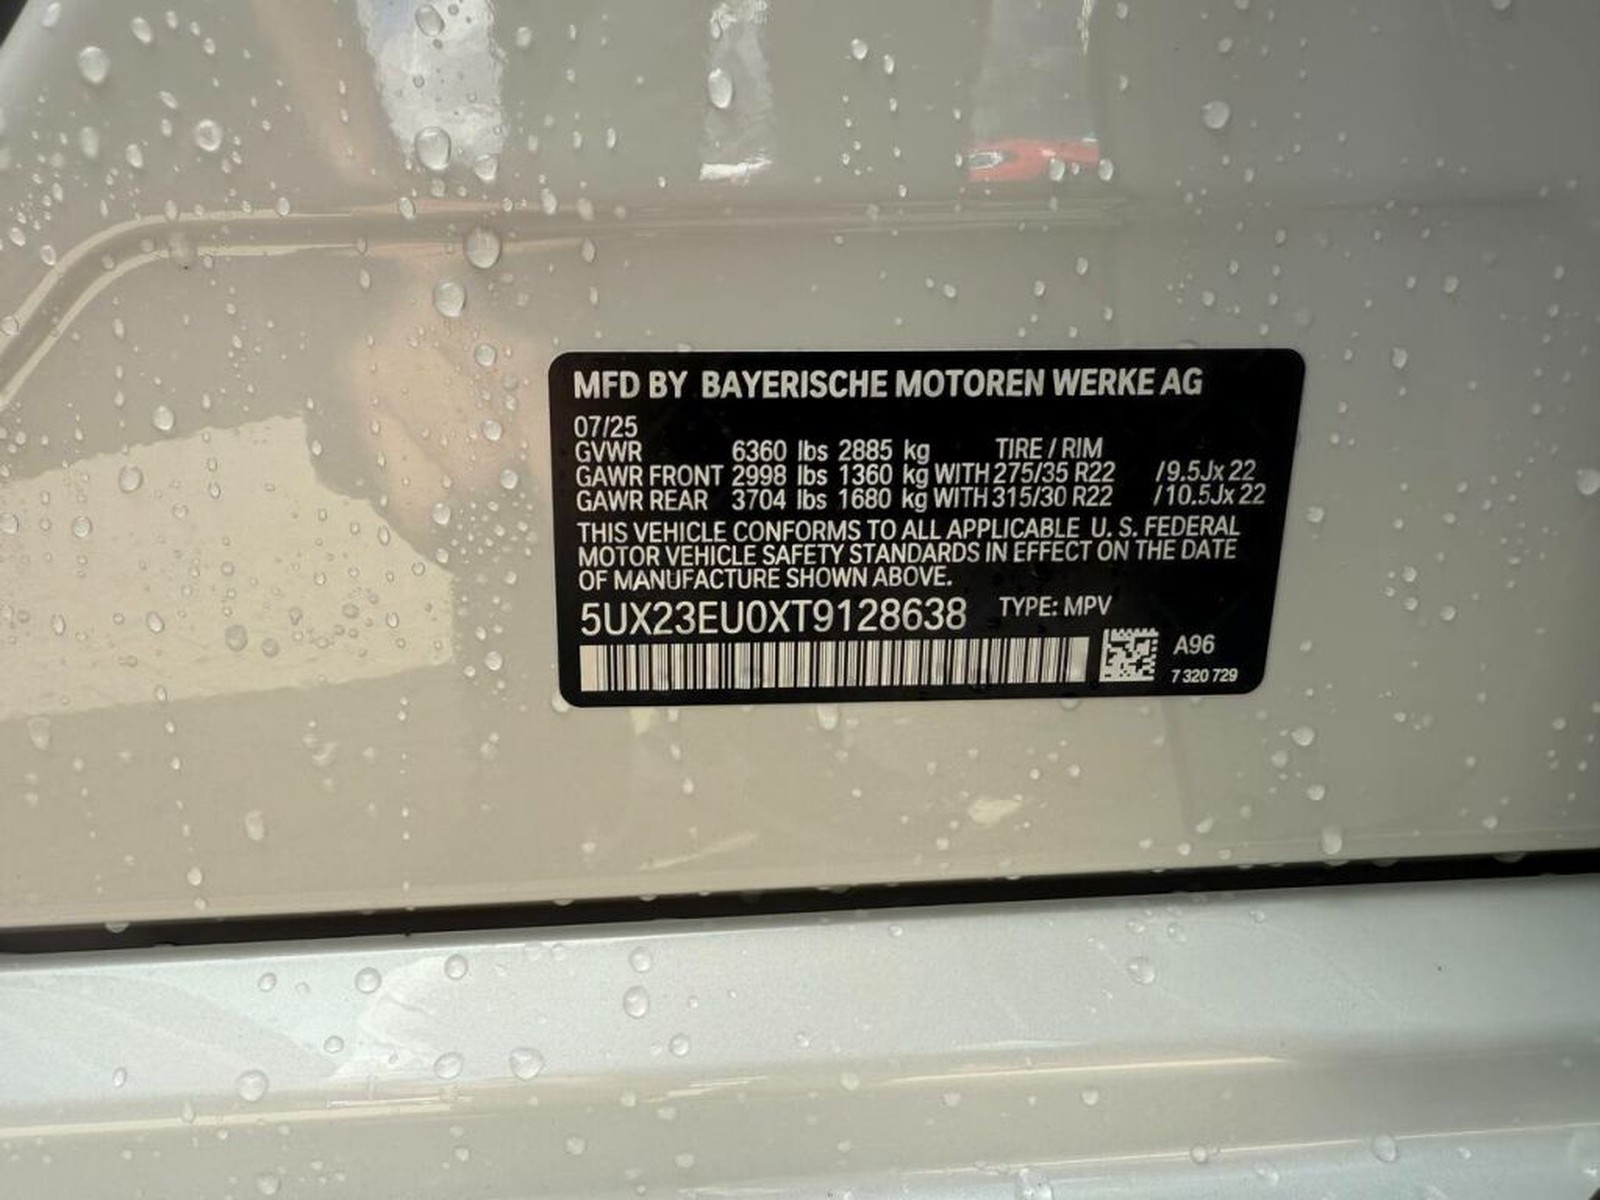 MFD BY BAYERISCHE MOTOREN WERKE AG
07/25
GVWR 6360 lbs 2885 kg TIRE / RIM
GAWR FRONT 2998 lbs 1360 kg WITH 275/35 R22 /9.5Jx 22
GAWR REAR 3704 lbs 1680 kg WITH 315/30 R22 /10.5Jx 22
THIS VEHICLE CONFORMS TO ALL APPLICABLE U. S. FEDERAL
MOTOR VEHICLE SAFETY STANDARDS IN EFFECT ON THE DATE
OF MANUFACTURE SHOWN ABOVE.
5UX23EU0XT9128638 TYPE: MPV
A96
7 320 729